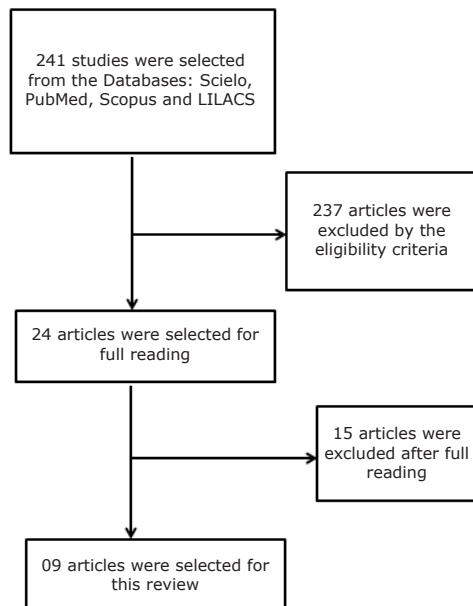 241 studies were selected
from the Databases: Scielo,
PubMed, Scopus and LILACS
237 articles were
excluded by the
eligibility criteria
24 articles were selected for
full reading
15 articles were
excluded after full
reading
09 articles were selected for
this review